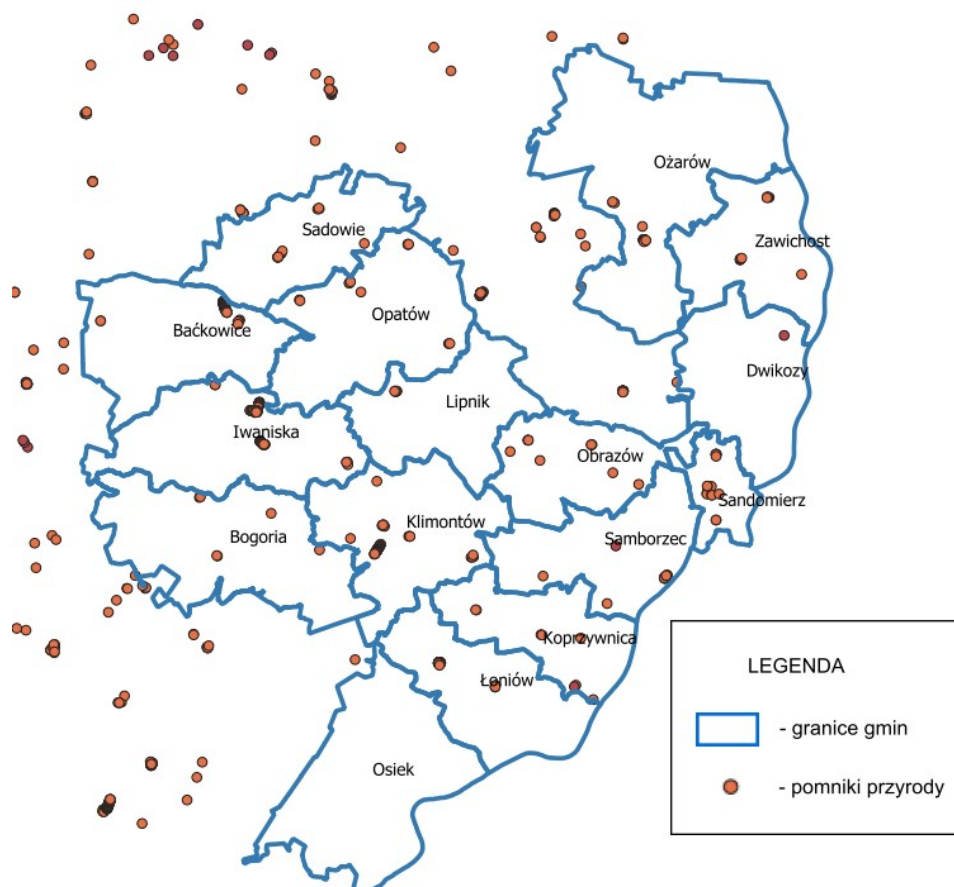 Ożarów
Sadowie
Zawichost
Opatów
Baćkowice
Dwikozy
Lipnik
Iwaniska
Obrazów
Sandomierz
Klimontów
Bogoria
Samborzec
Koprzywnica
Łoniów
Osiek
LEGENDA
- granice gmin
- pomniki przyrody